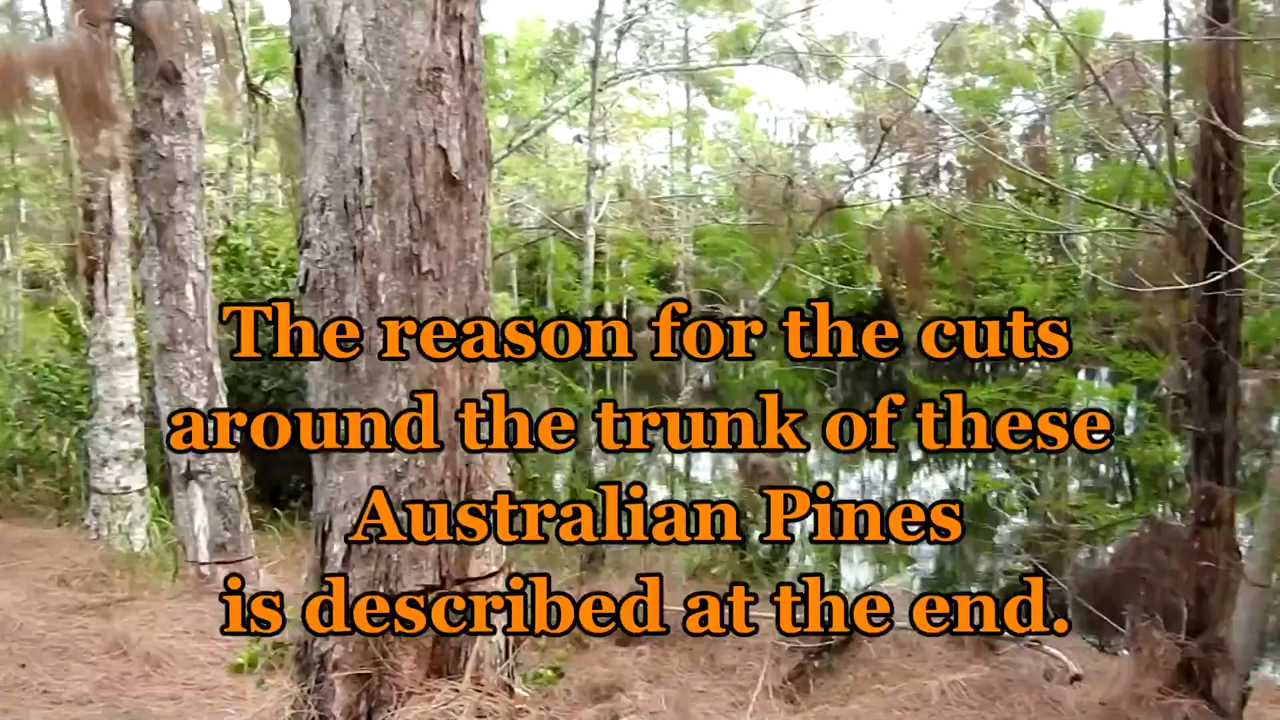 The reason for the cuts
around the trunk of these
Australian Pines
is described at the end.